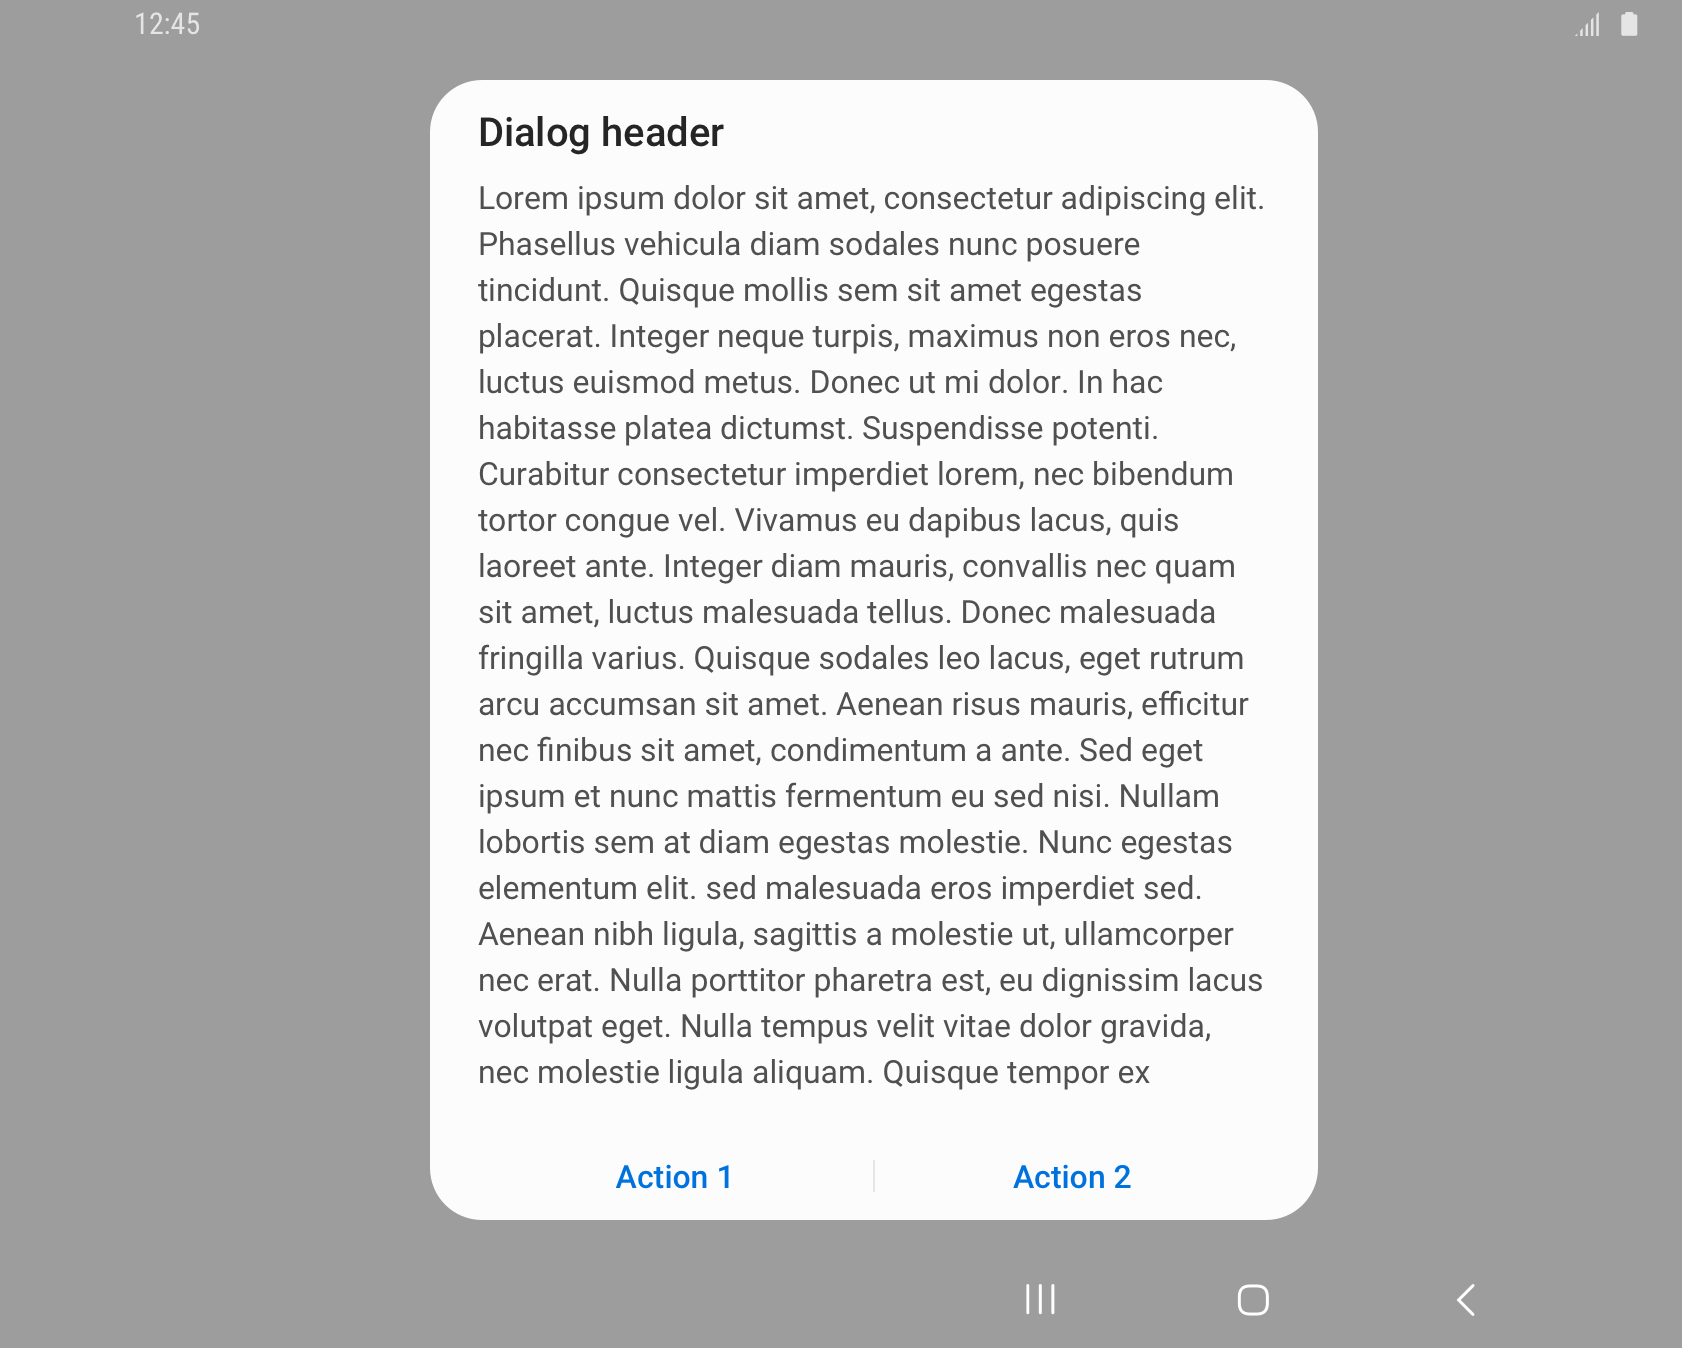 12:45
Dialog header
Lorem ipsum dolor sit amet, consectetur adipiscing elit.
Phasellus vehicula diam sodales nunc posuere
tincidunt. Quisque mollis sem sit amet egestas
placerat. Integer neque turpis, maximus non eros nec,
luctus euismod metus. Donec ut mi dolor. In hac
habitasse platea dictumst. Suspendisse potenti.
Curabitur consectetur imperdiet lorem, nec bibendum
tortor congue vel. Vivamus eu dapibus lacus, quis
laoreet ante. Integer diam mauris, convallis nec quam
sit amet, luctus malesuada tellus. Donec malesuada
fringilla varius. Quisque sodales leo lacus, eget rutrum
arcu accumsan sit amet. Aenean risus mauris, efficitur
nec finibus sit amet, condimentum a ante. Sed eget
ipsum et nunc mattis fermentum eu sed nisi. Nullam
lobortis sem at diam egestas molestie. Nunc egestas
elementum elit. sed malesuada eros imperdiet sed.
Aenean nibh ligula, sagittis a molestie ut, ullamcorper
nec erat. Nulla porttitor pharetra est, eu dignissim lacus
volutpat eget. Nulla tempus velit vitae dolor gravida,
nec molestie ligula aliquam. Quisque tempor ex
Action 1
Action 2